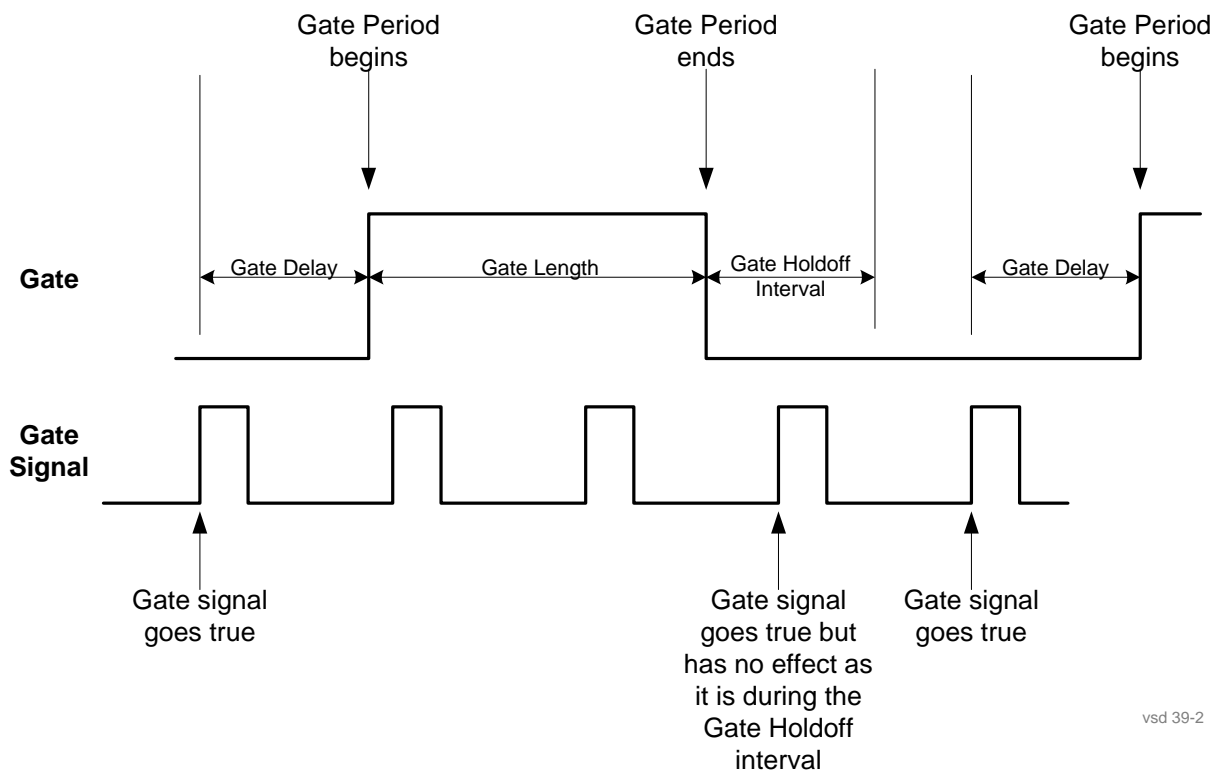 Gate Period
begins
Gate Period
ends
Gate Period
begins
Gate
Gate Delay
Gate Length
Gate Holdoff
Interval
Gate Delay
Gate
Signal
Gate signal
goes true
Gate signal
goes true but
has no effect as
it is during the
Gate Holdoff
interval
Gate signal
goes true
vsd 39-2